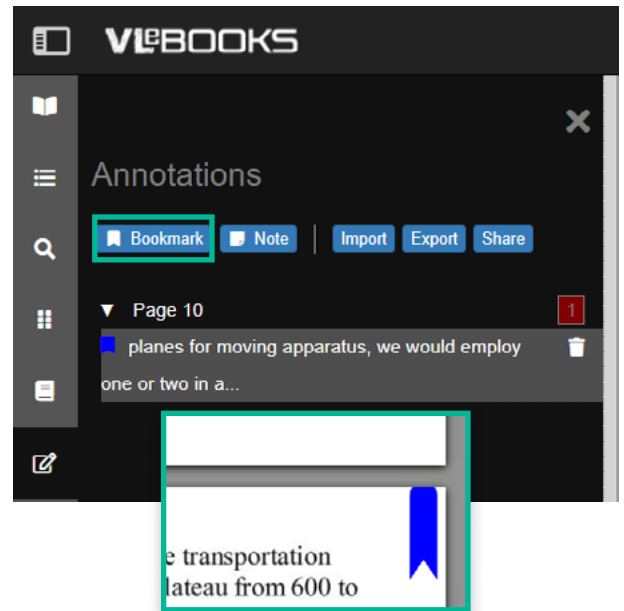 VLeBOOKS
Annotations
Bookmark Note Import Export Share
▼ Page 10 1
planes for moving apparatus, we would employ
one or two in a...
e transportation
lateau from 600 to